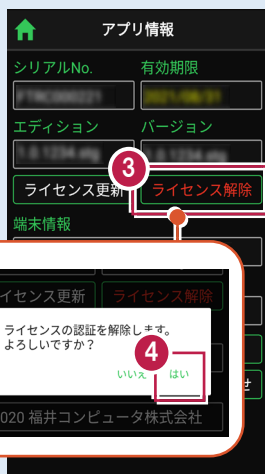 アプリ情報
シリアルNo. 有効期限
エディション バージョン
3
ライセンス更新 ライセンス解除
端末情報
イセンス更新 ライセンス解除
ライセンスの認証を解除します。
よろしいですか？
4
いいえ はい
せ
020 福井コンピュータ株式会社